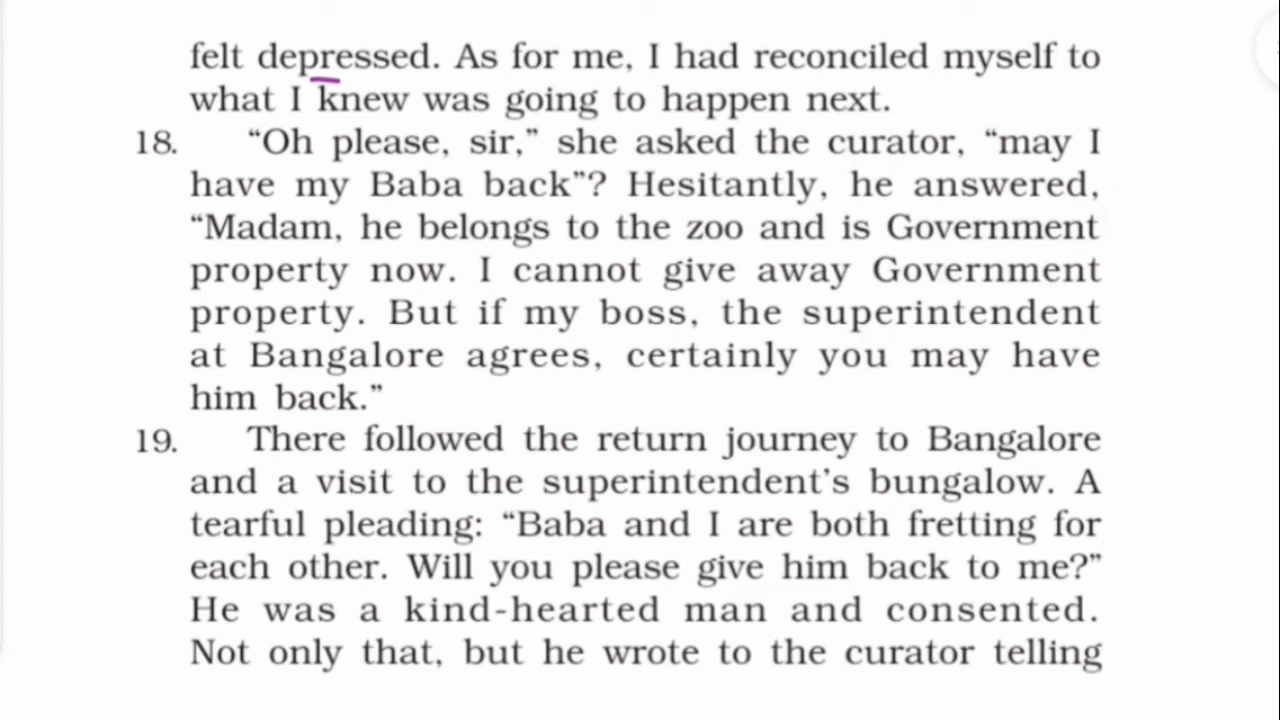 felt depressed. As for me, I had reconciled myself to
what I knew was going to happen next.
18. “Oh please, sir,” she asked the curator, “may I
have my Baba back”? Hesitantly, he answered,
“Madam, he belongs to the zoo and is Government
property now. I cannot give away Government
property. But if my boss, the superintendent
at Bangalore agrees, certainly you may have
him back.”
19. There followed the return journey to Bangalore
and a visit to the superintendent’s bungalow. A
tearful pleading: “Baba and I are both fretting for
each other. Will you please give him back to me?”
He was a kind-hearted man and consented.
Not only that, but he wrote to the curator telling